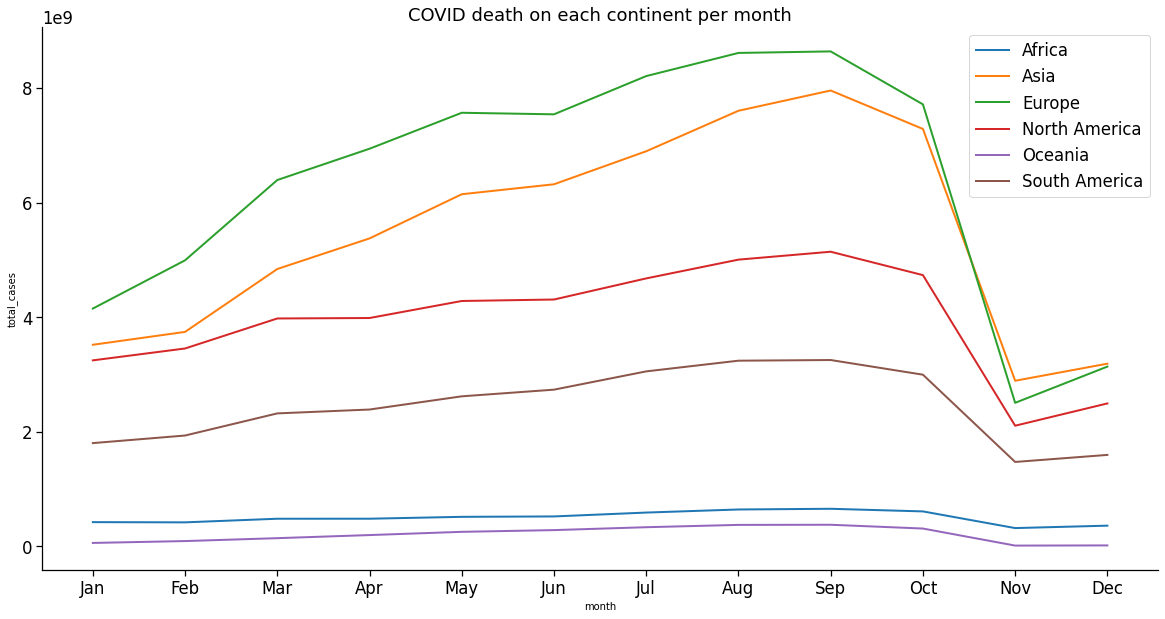 COVID death on each continent per month
1e9
8
6
4
2
0
total_cases
Africa
Asia
Europe
North America
Oceania
South America
Jan Feb Mar Apr May Jun Jul Aug Sep Oct Nov Dec
month